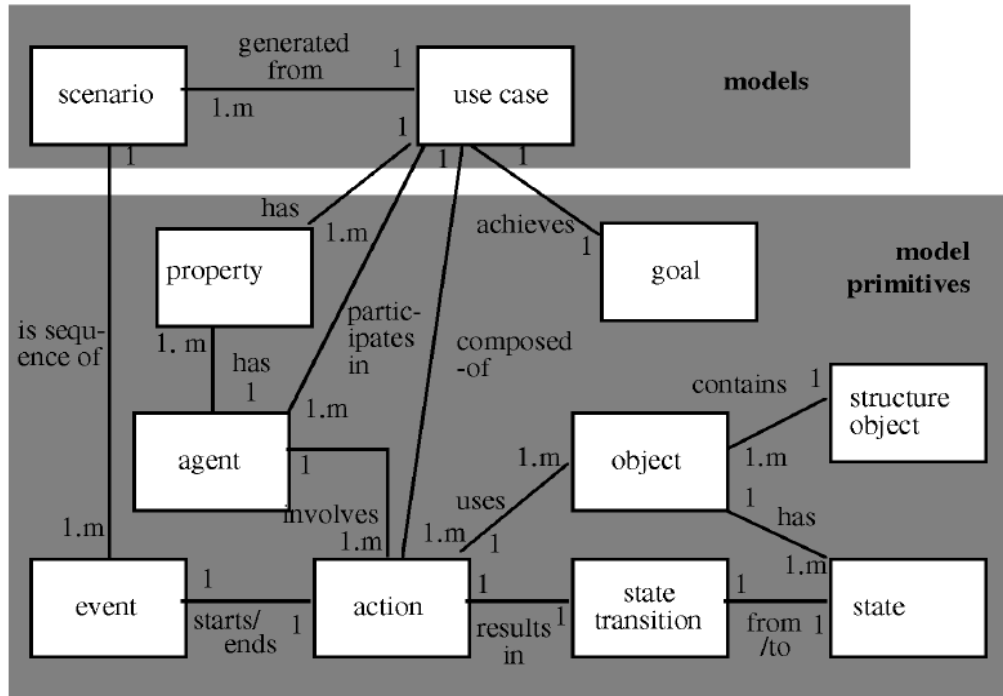 generated
from
1
scenario
use case
models
1.m
1
1
1
1
has
1.m
achieves
1
property
goal
model
primitives
is sequ-
ence of
partic-
ipates
in
composed
-of
1. m
has
1
1.m
contains
1
structure
object
agent
1
1.m
object
1.m
uses
1
has
involves
1.m
1.m
1.m
1
1.m
event
1
starts/
ends
1
action
1
results
in
1
state
transition
1
from
/to
1
state